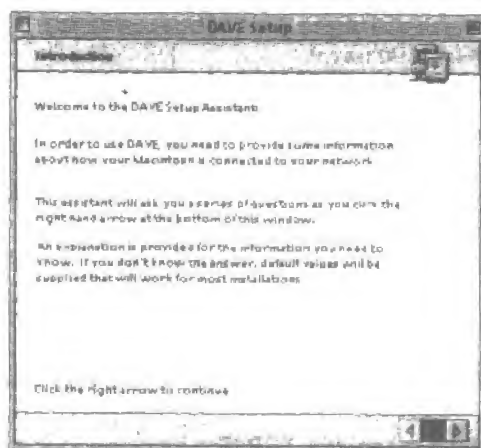 DAVE Setup
Introduction
Welcome to the DAVE Setup Assistant
In order to use DAVE, you need to provide some information
about how your Macintosh is connected to your network.
This assistant will ask you a series of questions as you click the
right hand arrow at the bottom of this window.
An explanation is provided for the information you need to
know. If you don't know the answer, default values will be
supplied that will work for most installations.
Click the right arrow to continue